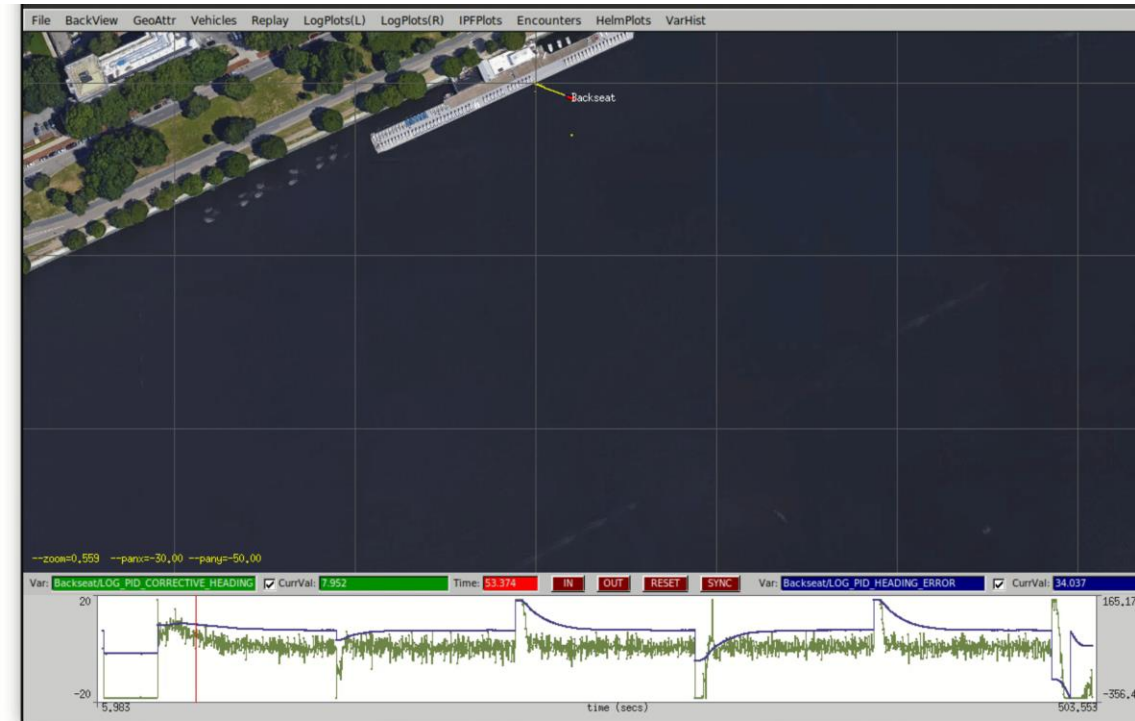 File BackView GeoAttr Vehicles Replay LogPlots(L) LogPlots(R) IPFPlots Encounters HelmPlots VarHist
Backseat
--zoom=0.559 --panx=-30.00 --pany=-50.00
Var: Backseat/LOG_PID_CORRECTIVE_HEADING CurrVal: 7.952 Time: 53.374 IN OUT RESET SYNC Var: Backseat/LOG_PID_HEADING_ERROR CurrVal: 34.037
20 165.17
-20 -356.4
5.983 time (secs) 503.553